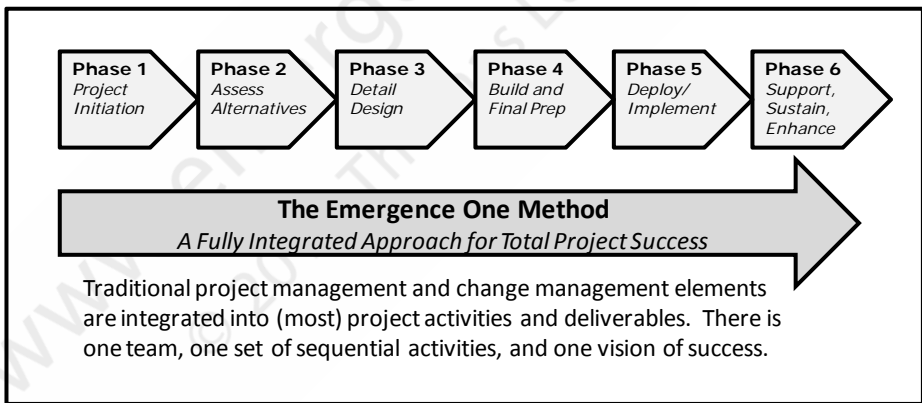 Phase 1
Project
Initiation
Phase 2
Assess
Alternatives
Phase 3
Detail
Design
Phase 4
Build and
Final Prep
Phase 5
Deploy/
Implement
Phase 6
Support,
Sustain,
Enhance
The Emergence One Method
A Fully Integrated Approach for Total Project Success
Traditional project management and change management elements
are integrated into (most) project activities and deliverables.  There is
one team, one set of sequential activities, and one vision of success.